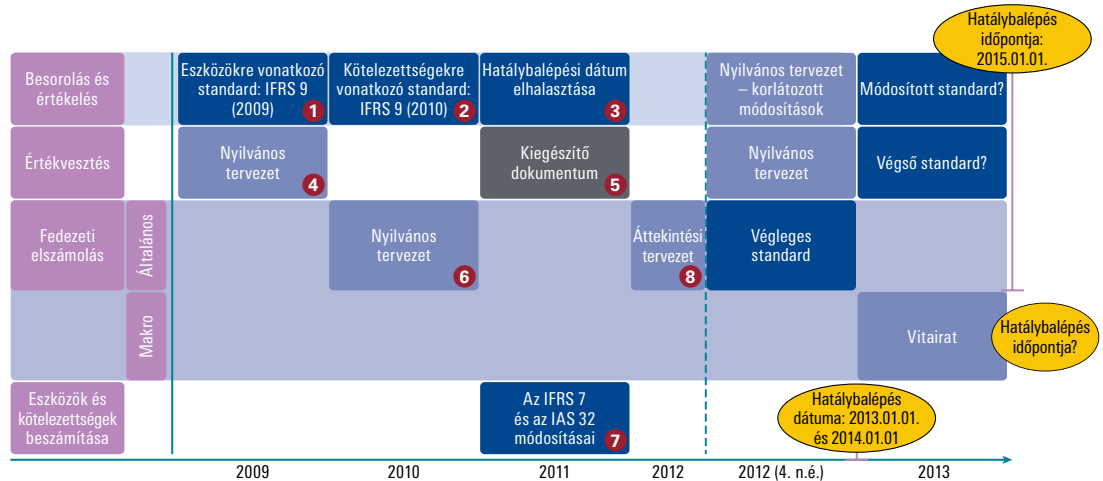 Hatálybalépés
időpontja:
2015.01.01.
Besorolás és
értékelés
Eszközökre vonatkozó
standard: IFRS 9
(2009)
1
Kötelezettségekre
vonatkozó standard:
IFRS 9 (2010)
2
Hatálybalépési dátum
elhalasztása
3
Nyilvános tervezet
– korlátozott
módosítások
Módosított standard?
Értékvesztés
Nyilvános
tervezet
4
Kiegészítő
dokumentum
5
Nyilvános
tervezet
Végső standard?
Fedezeti
elszámolás
Általános
Nyilvános
tervezet
6
Áttekintési
tervezet
8
Végleges
standard
Makro
Vitairat
Hatálybalépés
időpontja?
Eszközök és
kötelezettségek
beszámítása
Az IFRS 7
és az IAS 32
módosításai
7
Hatálybalépés
dátuma: 2013.01.01.
és 2014.01.01
2009
2010
2011
2012
2012 (4. n.é.)
2013